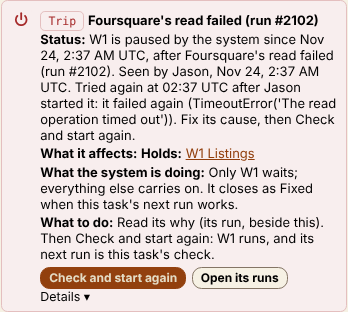 Trip Foursquare's read failed (run #2102)
Status: W1 is paused by the system since Nov
24, 2:37 AM UTC, after Foursquare's read failed
(run #2102). Seen by Jason, Nov 24, 2:37 AM
UTC. Tried again at 02:37 UTC after Jason
started it: it failed again (TimeoutError('The read
operation timed out')). Fix its cause, then Check
and start again.
What it affects: Holds: W1 Listings
What the system is doing: Only W1 waits;
everything else carries on. It closes as Fixed
when this task's next run works.
What to do: Read its why (its run, beside this).
Then Check and start again: W1 runs, and its
next run is this task's check.
Check and start again Open its runs
Details ▾